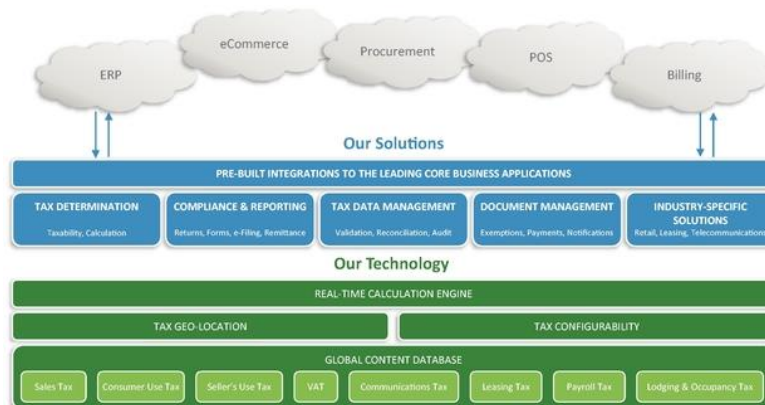 eCommerce
Procurement
ERP
POS
Billing
Our Solutions
PRE-BUILT INTEGRATIONS TO THE LEADING CORE BUSINESS APPLICATIONS
TAX DETERMINATION
Taxability, Calculation
COMPLIANCE & REPORTING
Returns, Forms, e-Filing, Remittance
TAX DATA MANAGEMENT
Validation, Reconciliation, Audit
DOCUMENT MANAGEMENT
Exemptions, Payments, Notifications
INDUSTRY-SPECIFIC
SOLUTIONS
Retail, Leasing, Telecommunications
Our Technology
REAL-TIME CALCULATION ENGINE
TAX GEO-LOCATION
TAX CONFIGURABILITY
GLOBAL CONTENT DATABASE
Sales Tax
Consumer Use Tax
Seller's Use Tax
VAT
Communications Tax
Leasing Tax
Payroll Tax
Lodging & Occupancy Tax